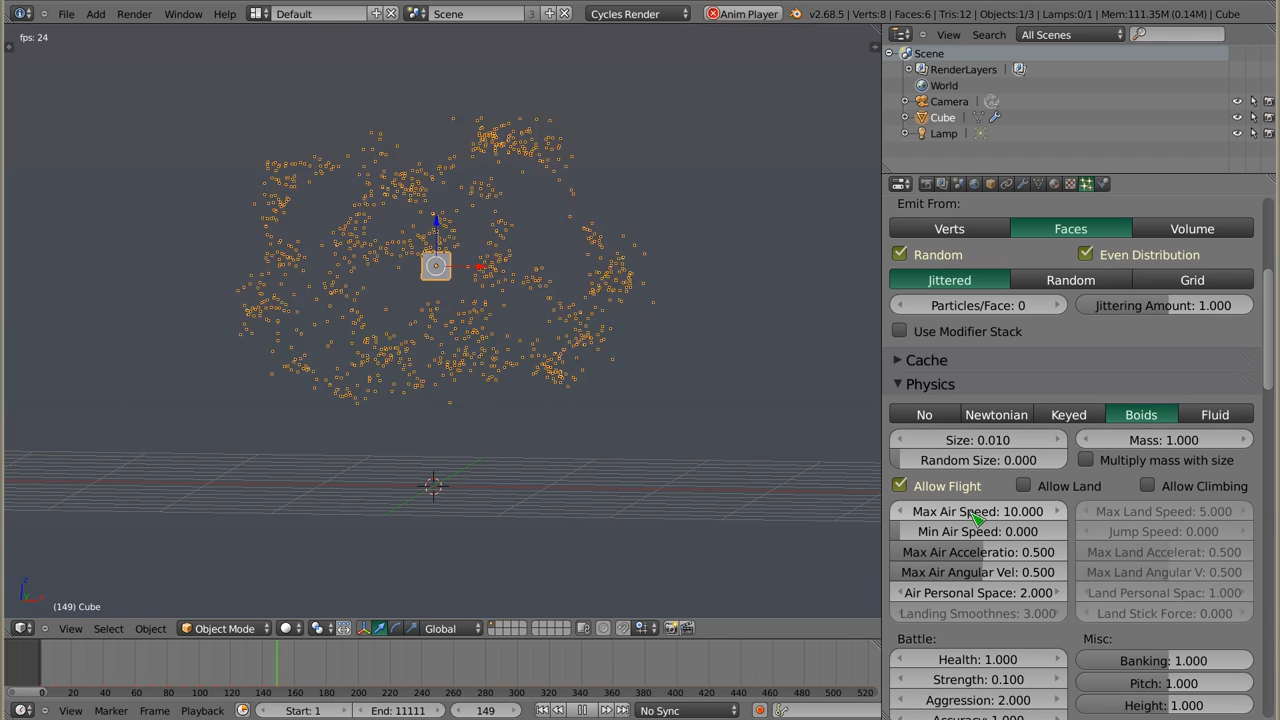 File Add Render Window Help Default Scene 3 Cycles Render Anim Player v2.68.5 | Verts:8 | Faces:6 | Tris:12 | Objects:1/3 | Lamps:0/1 | Mem:111.35M (0.14M) | Cube
fps: 24
View Search All Scenes
Scene
RenderLayers
World
Camera
Cube
Lamp
Emit From:
Verts Faces Volume
Random Even Distribution
Jittered Random Grid
Particles/Face: 0 Jittering Amount: 1.000
Use Modifier Stack
Cache
Physics
No Newtonian Keyed Boids Fluid
Size: 0.010 Mass: 1.000
Random Size: 0.000 Multiply mass with size
Allow Flight Allow Land Allow Climbing
Max Air Speed: 10.000 Max Land Speed: 5.000
Min Air Speed: 0.000 Jump Speed: 0.000
Max Air Acceleratio: 0.500 Max Land Accelerat: 0.500
Max Air Angular Vel: 0.500 Max Land Angular V: 0.500
Air Personal Space: 2.000 Land Personal Spac: 1.000
Landing Smoothnes: 3.000 Land Stick Force: 0.000
Battle: Misc:
Health: 1.000 Banking: 1.000
Strength: 0.100 Pitch: 1.000
Aggression: 2.000 Height: 1.000
Accuracy: 1.000
z
x
(149) Cube
View Select Object Object Mode Global
0 20 40 60 80 100 120 140 160 180 200 220 240 260 280 300 320 340 360 380 400 420 440 460 480 500 520
View Marker Frame Playback Start: 1 End: 11111 149 No Sync